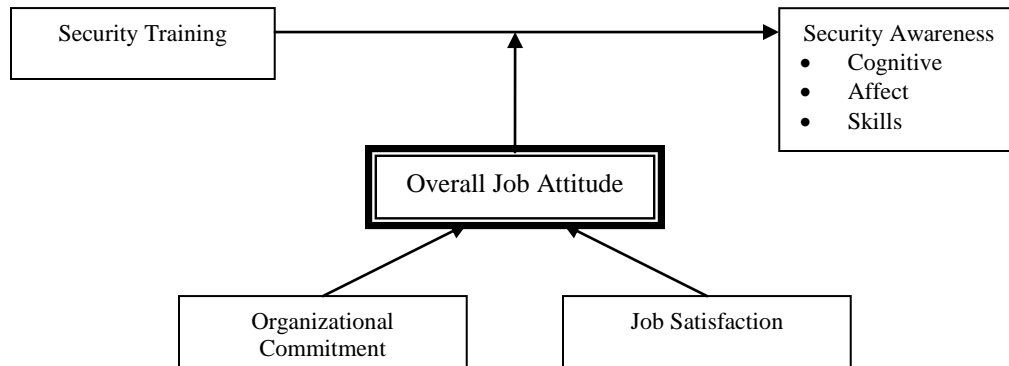 Security Training
Security Awareness
• Cognitive
• Affect
• Skills
Overall Job Attitude
Organizational
Commitment
Job Satisfaction